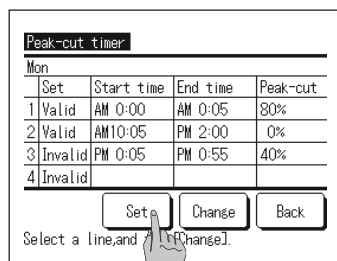 Peak-cut timer
Mon
Set Start time End time Peak-cut
1 Valid AM 0:00 AM 0:05 80%
2 Valid AM10:05 PM 2:00 0%
3 Invalid PM 0:05 PM 0:55 40%
4 Invalid
Set Change Back
Select a line,and [Change].